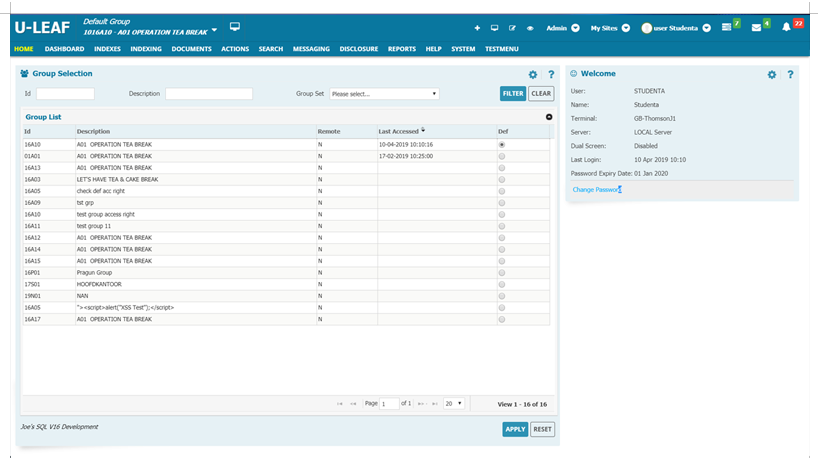 U-LEAF
Default Group
1016A10 - A01 OPERATION TEA BREAK
Admin My Sites user Studenta 7 4 22
HOME DASHBOARD INDEXES INDEXING DOCUMENTS ACTIONS SEARCH MESSAGING DISCLOSURE REPORTS HELP SYSTEM TESTMENU
Group Selection ?
Id Description Group Set Please select... FILTER CLEAR
Group List
Id Description Remote Last Accessed Def
16A10 A01 OPERATION TEA BREAK N 10-04-2019 10:10:16
01A01 A01 OPERATION TEA BREAK N 17-02-2019 10:25:00
16A13 A01 OPERATION TEA BREAK N
16A03 LET'S HAVE TEA & CAKE BREAK N
16A05 check def acc right N
16A09 tst grp N
16A10 test group access right N
16A11 test group 11 N
16A12 A01 OPERATION TEA BREAK N
16A14 A01 OPERATION TEA BREAK N
16A15 A01 OPERATION TEA BREAK N
16P01 Pragun Group N
17S01 HOOFDKANTOOR N
19N01 NAN N
16A05 "><script>alert("XSS Test");</script> N
16A17 A01 OPERATION TEA BREAK N
Page 1 of 1 20 View 1 - 16 of 16
Joe's SQL V16 Development APPLY RESET
Welcome ?
User: STUDENTA
Name: Studenta
Terminal: GB-ThomsonJ1
Server: LOCAL Server
Dual Screen: Disabled
Last Login: 10 Apr 2019 10:10
Password Expiry Date: 01 Jan 2020
Change Password